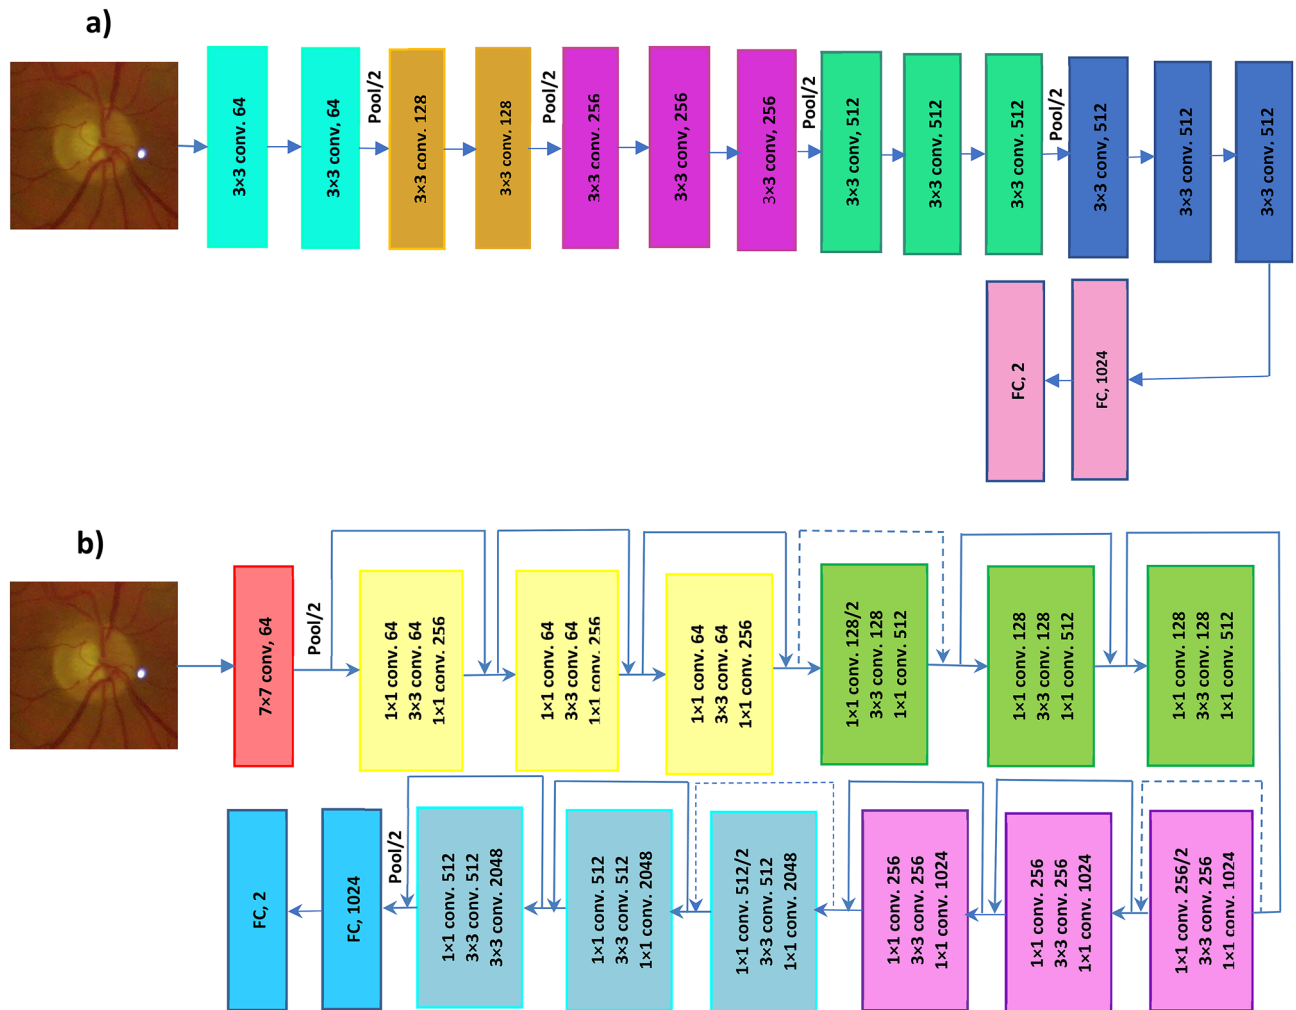 a)
3×3 conv. 64
3×3 conv. 64
Pool/2
3×3 conv. 128
3×3 conv. 128
Pool/2
3×3 conv. 256
3×3 conv, 256
3×3 conv, 256
Pool/2
3×3 conv, 512
3×3 conv. 512
3×3 conv. 512
Pool/2
3×3 conv, 512
3×3 conv. 512
3×3 conv. 512
FC, 2
FC, 1024
b)
7×7 conv, 64
Pool/2
1×1 conv. 64
3×3 conv. 64
1×1 conv. 256
1×1 conv. 64
3×3 conv. 64
1×1 conv. 256
1×1 conv. 64
3×3 conv. 64
1×1 conv. 256
1×1 conv. 128/2
3×3 conv. 128
1×1 conv. 512
1×1 conv. 128
3×3 conv. 128
1×1 conv. 512
1×1 conv. 128
3×3 conv. 128
1×1 conv. 512
FC, 2
FC, 1024
Pool/2
1×1 conv. 512
3×3 conv. 512
3×3 conv. 2048
1×1 conv. 512
3×3 conv. 512
1×1 conv. 2048
1×1 conv. 512/2
3×3 conv. 512
1×1 conv. 2048
1×1 conv. 256
3×3 conv. 256
1×1 conv. 1024
1×1 conv. 256
3×3 conv. 256
1×1 conv. 1024
1×1 conv. 256/2
3×3 conv. 256
1×1 conv. 1024